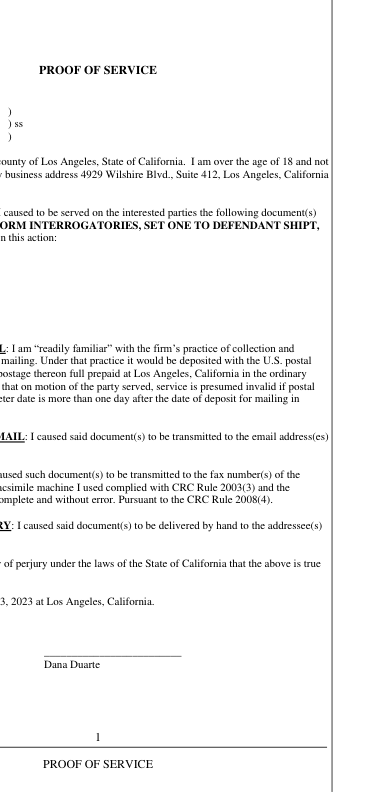 PROOF OF SERVICE
)
) ss
)
ounty of Los Angeles, State of California.  I am over the age of 18 and not
business address 4929 Wilshire Blvd., Suite 412, Los Angeles, California
caused to be served on the interested parties the following document(s)
ORM INTERROGATORIES, SET ONE TO DEFENDANT SHIPT,
n this action:
L: I am “readily familiar” with the firm’s practice of collection and
mailing. Under that practice it would be deposited with the U.S. postal
postage thereon full prepaid at Los Angeles, California in the ordinary
that on motion of the party served, service is presumed invalid if postal
eter date is more than one day after the date of deposit for mailing in
MAIL: I caused said document(s) to be transmitted to the email address(es)
aused such document(s) to be transmitted to the fax number(s) of the
acsimile machine I used complied with CRC Rule 2003(3) and the
omplete and without error. Pursuant to the CRC Rule 2008(4).
RY: I caused said document(s) to be delivered by hand to the addressee(s)
of perjury under the laws of the State of California that the above is true
3, 2023 at Los Angeles, California.
Dana Duarte
1
PROOF OF SERVICE